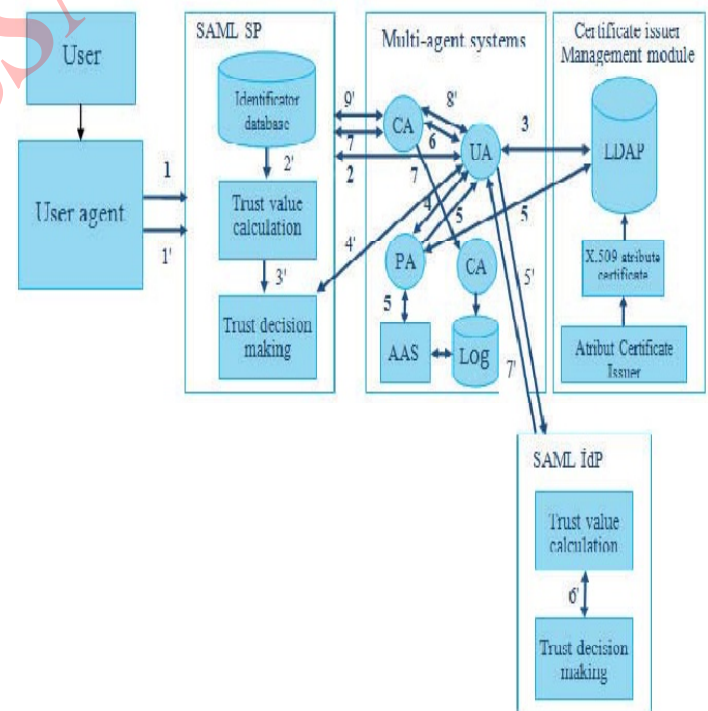 User
User agent
1
1'
SAML SP
Identificator
database
2'
Trust value
calculation
3'
Trust decision
making
9'
7
2
4'
Multi-agent systems
CA
8'
6
UA
7
4
5
PA
CA
5
AAS
Log
3
5
5'
7'
Certificate issuer
Management module
LDAP
X.509 atribute
certificate
Atribut Certificate
Issuer
SAML İdP
Trust value
calculation
6'
Trust decision
making